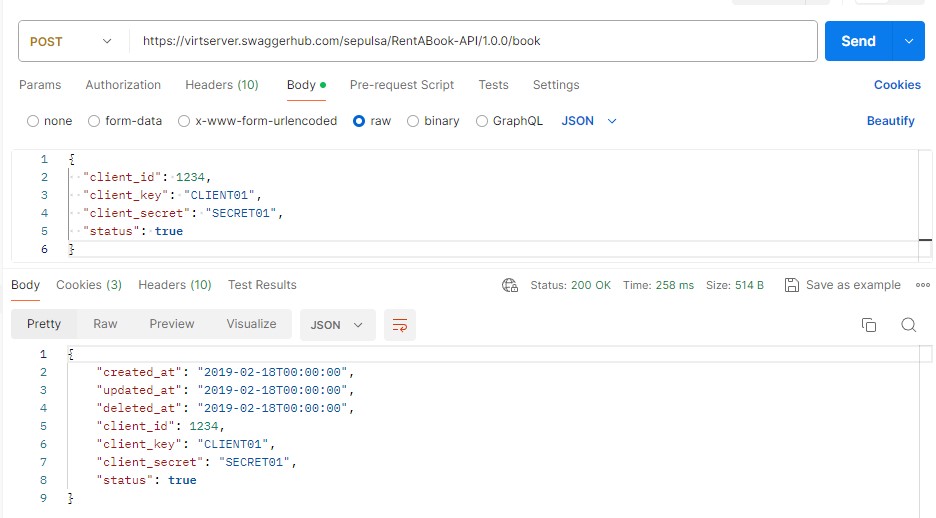 POST https://virtserver.swaggerhub.com/sepulsa/RentABook-API/1.0.0/book Send
Params Authorization Headers (10) Body Pre-request Script Tests Settings Cookies
none form-data x-www-form-urlencoded raw binary GraphQL JSON Beautify
1 {
2 "client_id": 1234,
3 "client_key": "CLIENT01",
4 "client_secret": "SECRET01",
5 "status": true
6 }
Body Cookies (3) Headers (10) Test Results Status: 200 OK Time: 258 ms Size: 514 B Save as example
Pretty Raw Preview Visualize JSON
1 {
2 "created_at": "2019-02-18T00:00:00",
3 "updated_at": "2019-02-18T00:00:00",
4 "deleted_at": "2019-02-18T00:00:00",
5 "client_id": 1234,
6 "client_key": "CLIENT01",
7 "client_secret": "SECRET01",
8 "status": true
9 }